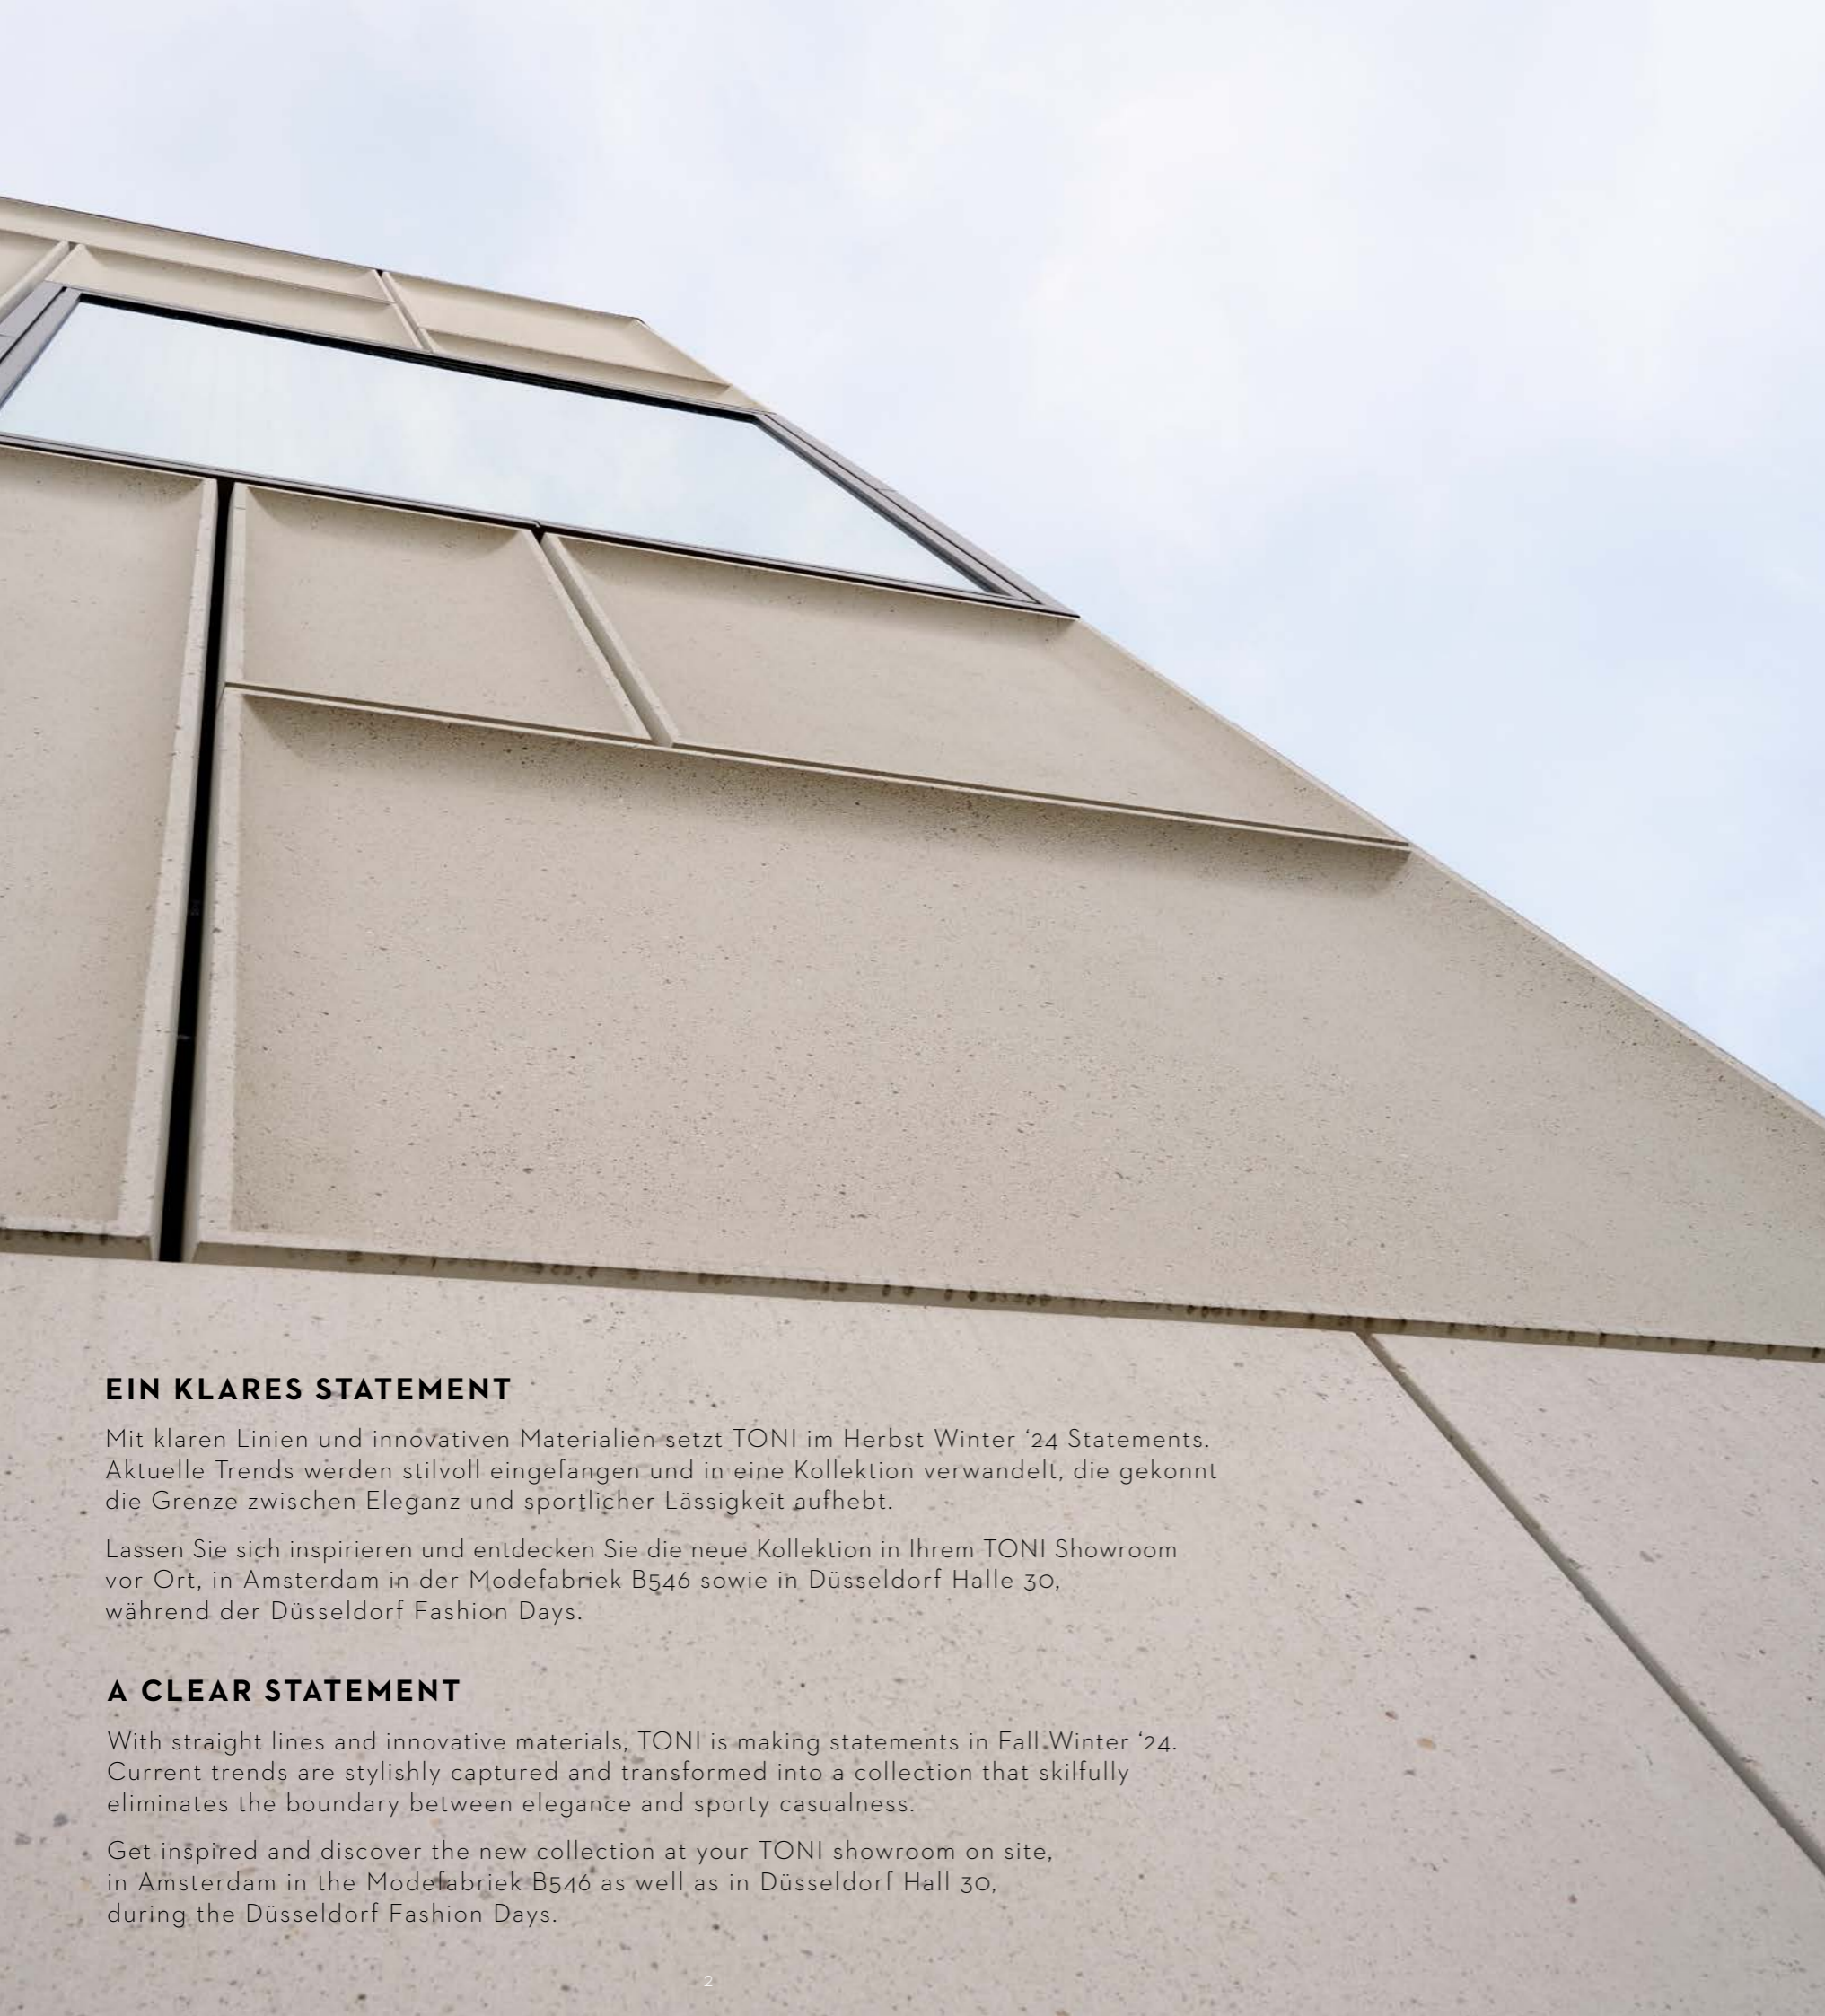 EIN KLARES STATEMENT
Mit klaren Linien und innovativen Materialien setzt TONI im Herbst Winter ‘24 Statements.
Aktuelle Trends werden stilvoll eingefangen und in eine Kollektion verwandelt, die gekonnt
die Grenze zwischen Eleganz und sportlicher Lässigkeit aufhebt.
Lassen Sie sich inspirieren und entdecken Sie die neue Kollektion in Ihrem TONI Showroom
vor Ort, in Amsterdam in der Modefabriek B546 sowie in Düsseldorf Halle 30,
während der Düsseldorf Fashion Days.
A CLEAR STATEMENT
With straight lines and innovative materials, TONI is making statements in Fall Winter ‘24.
Current trends are stylishly captured and transformed into a collection that skilfully
eliminates the boundary between elegance and sporty casualness.
Get inspired and discover the new collection at your TONI showroom on site,
in Amsterdam in the Modefabriek B546 as well as in Düsseldorf Hall 30,
during the Düsseldorf Fashion Days.
2